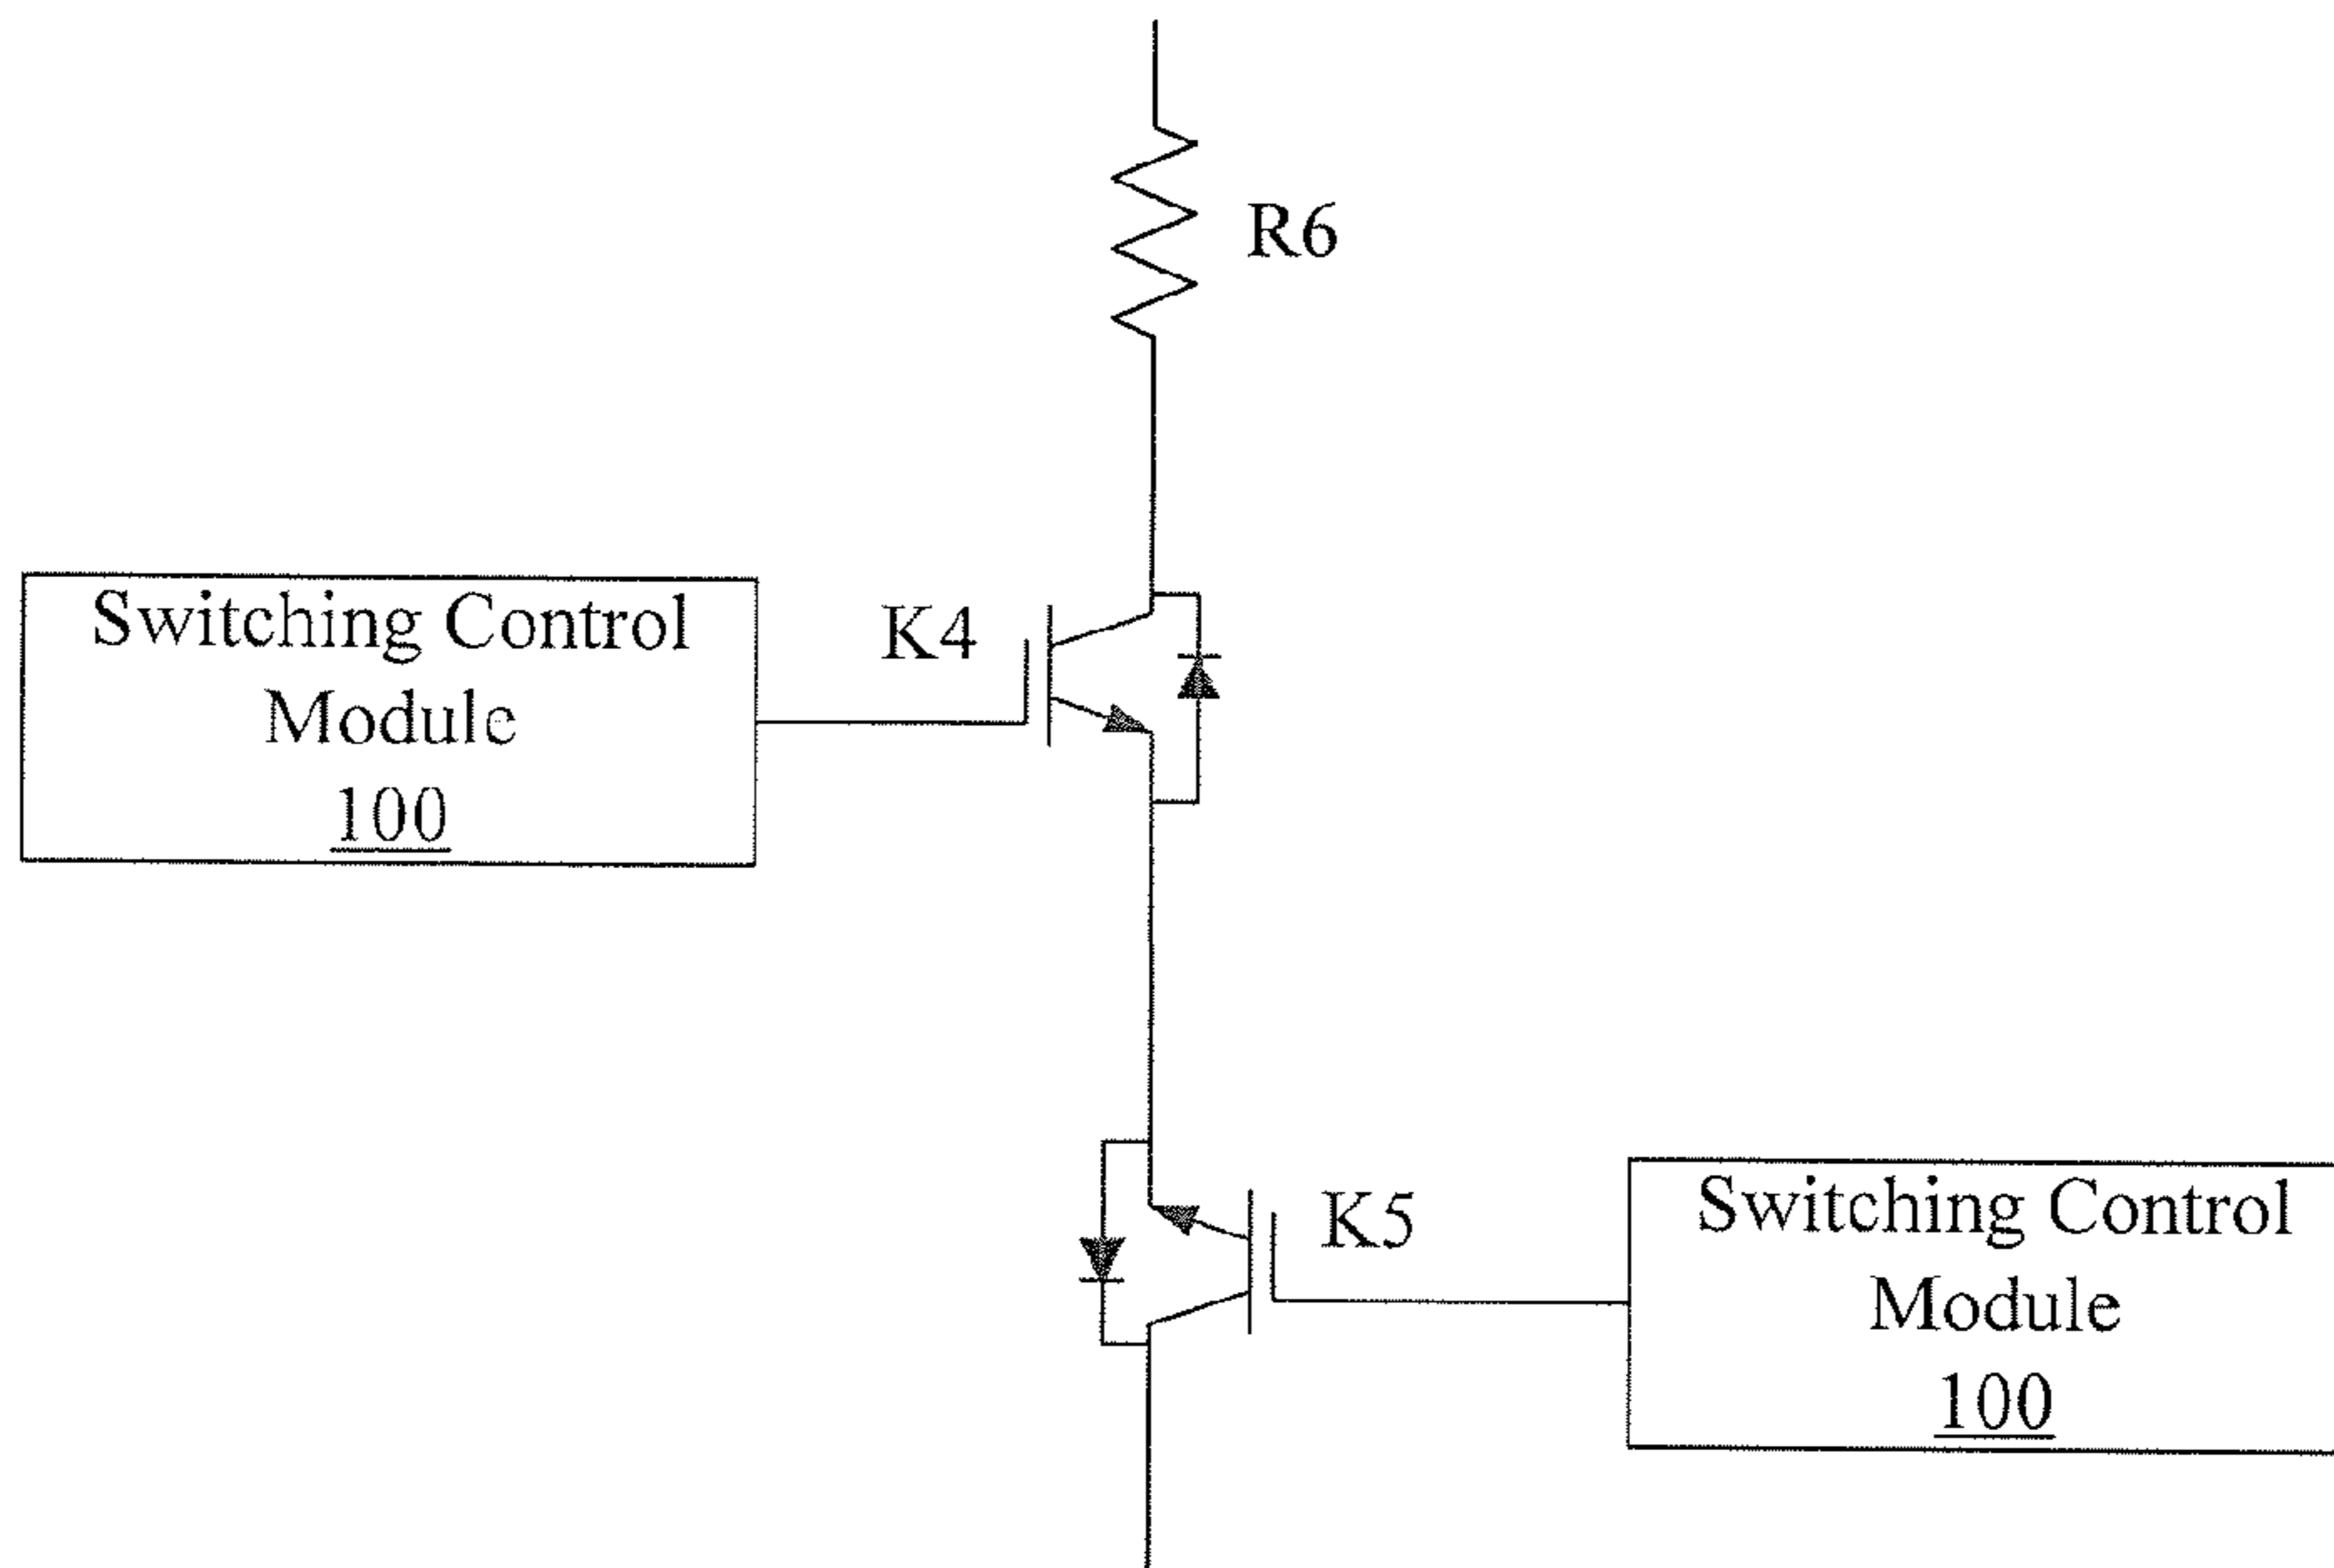 R6
Switching Control
Module
100
K4
K5
Switching Control
Module
100